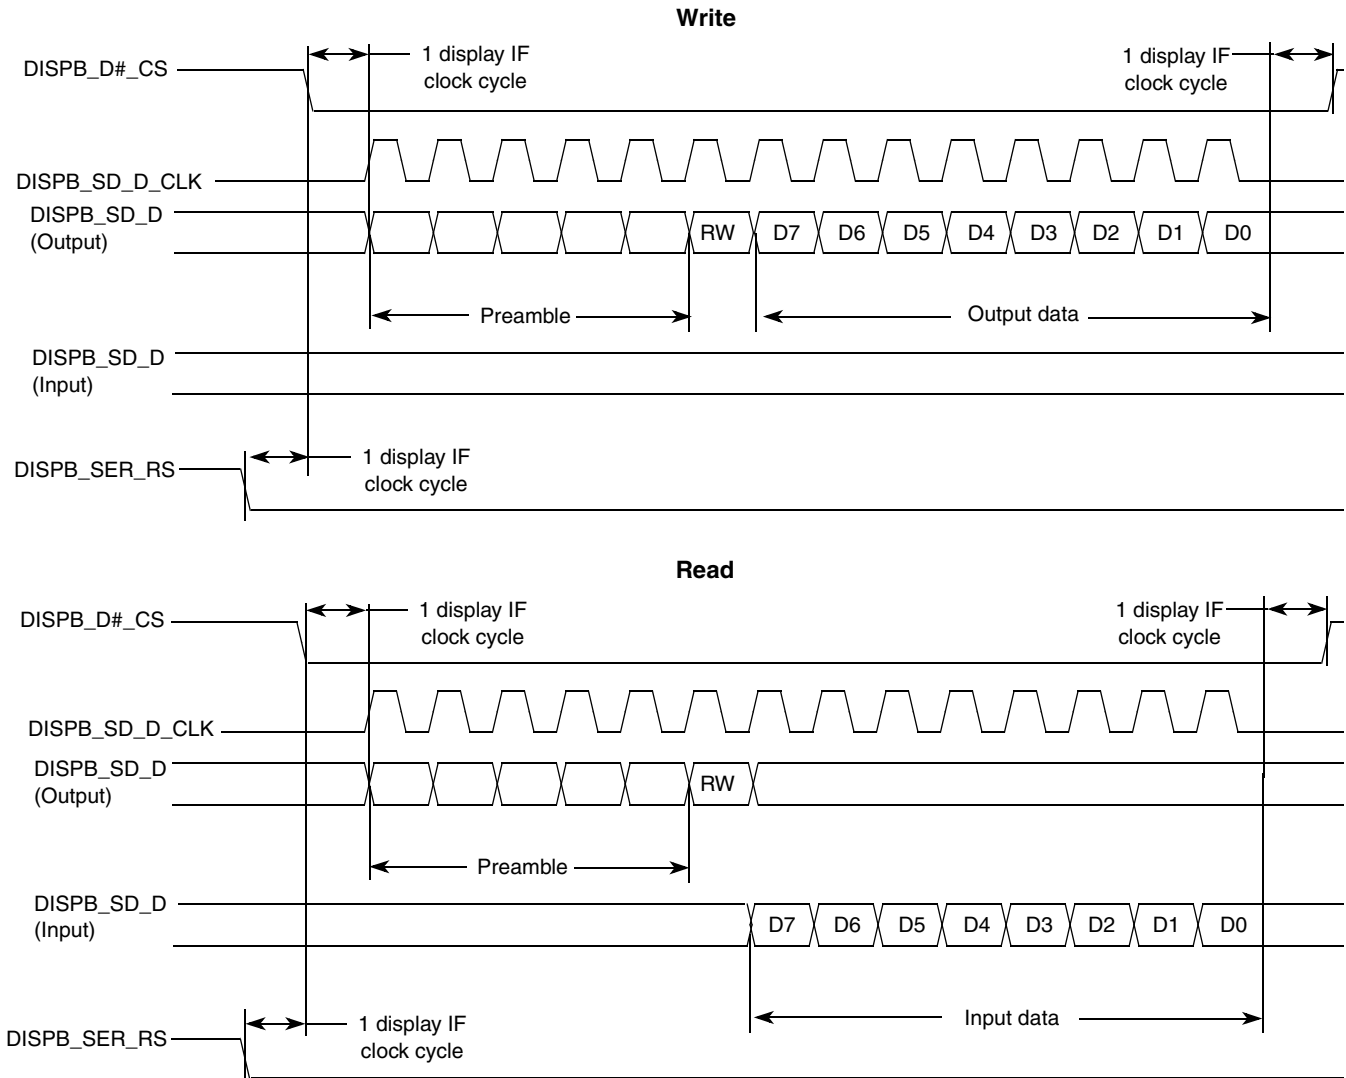 Write
1 display IF
clock cycle
1 display IF
clock cycle
DISPB_D#_CS
DISPB_SD_D_CLK
DISPB_SD_D
(Output)
RW D7 D6 D5 D4 D3 D2 D1 D0
Preamble
Output data
DISPB_SD_D
(Input)
DISPB_SER_RS
1 display IF
clock cycle
Read
1 display IF
clock cycle
1 display IF
clock cycle
DISPB_D#_CS
DISPB_SD_D_CLK
DISPB_SD_D
(Output)
RW
Preamble
DISPB_SD_D
(Input)
D7 D6 D5 D4 D3 D2 D1 D0
Input data
DISPB_SER_RS
1 display IF
clock cycle